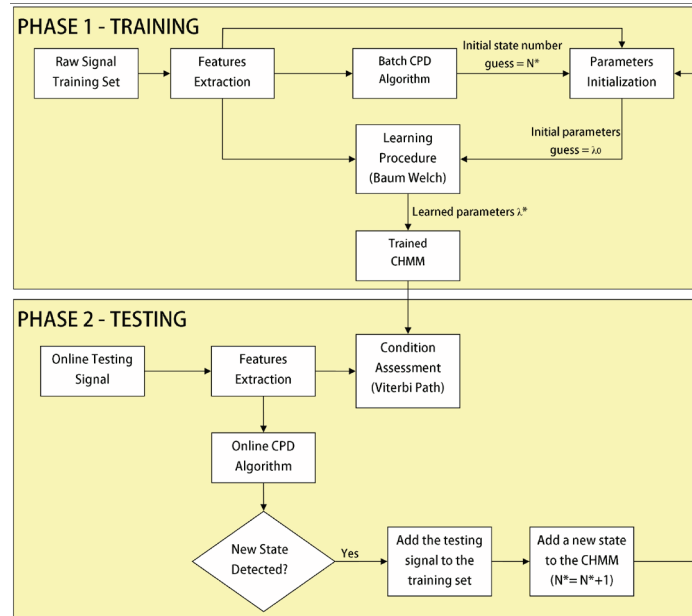 PHASE 1 - TRAINING
Raw Signal
Training Set
Features
Extraction
Batch CPD
Algorithm
Initial state number
guess = N*
Parameters
Initialization
Learning
Procedure
(Baum Welch)
Initial parameters
guess = λ0
Learned parameters λ*
Trained
CHMM
PHASE 2 - TESTING
Online Testing
Signal
Features
Extraction
Condition
Assessment
(Viterbi Path)
Online CPD
Algorithm
New State
Detected?
Yes
Add the testing
signal to the
training set
Add a new state
to the CHMM
(N*= N*+1)